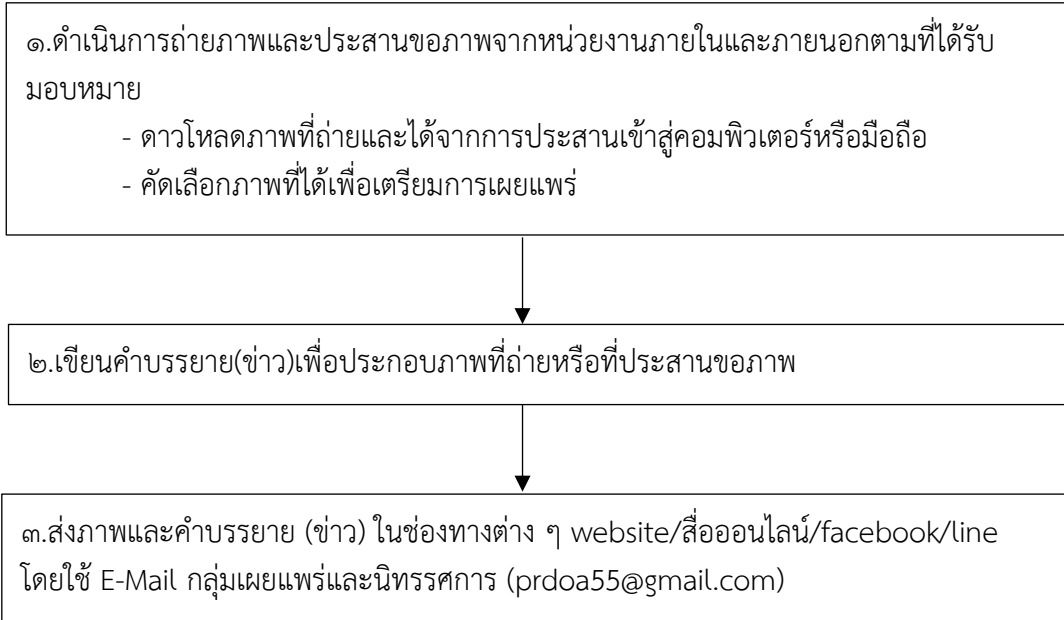 ๑.ดำเนินการถ่ายภาพและประสานขอภาพจากหน่วยงานภายในและภายนอกตามที่ได้รับ
มอบหมาย
- ดาวโหลดภาพที่ถ่ายและได้จากการประสานเข้าสู่คอมพิวเตอร์หรือมือถือ
- คัดเลือกภาพที่ได้เพื่อเตรียมการเผยแพร่
๒.เขียนคำบรรยาย(ข่าว)เพื่อประกอบภาพที่ถ่ายหรือที่ประสานขอภาพ
๓.ส่งภาพและคำบรรยาย (ข่าว) ในช่องทางต่าง ๆ website/สื่อออนไลน์/facebook/line
โดยใช้ E-Mail กลุ่มเผยแพร่และนิทรรศการ (prdoa55@gmail.com)